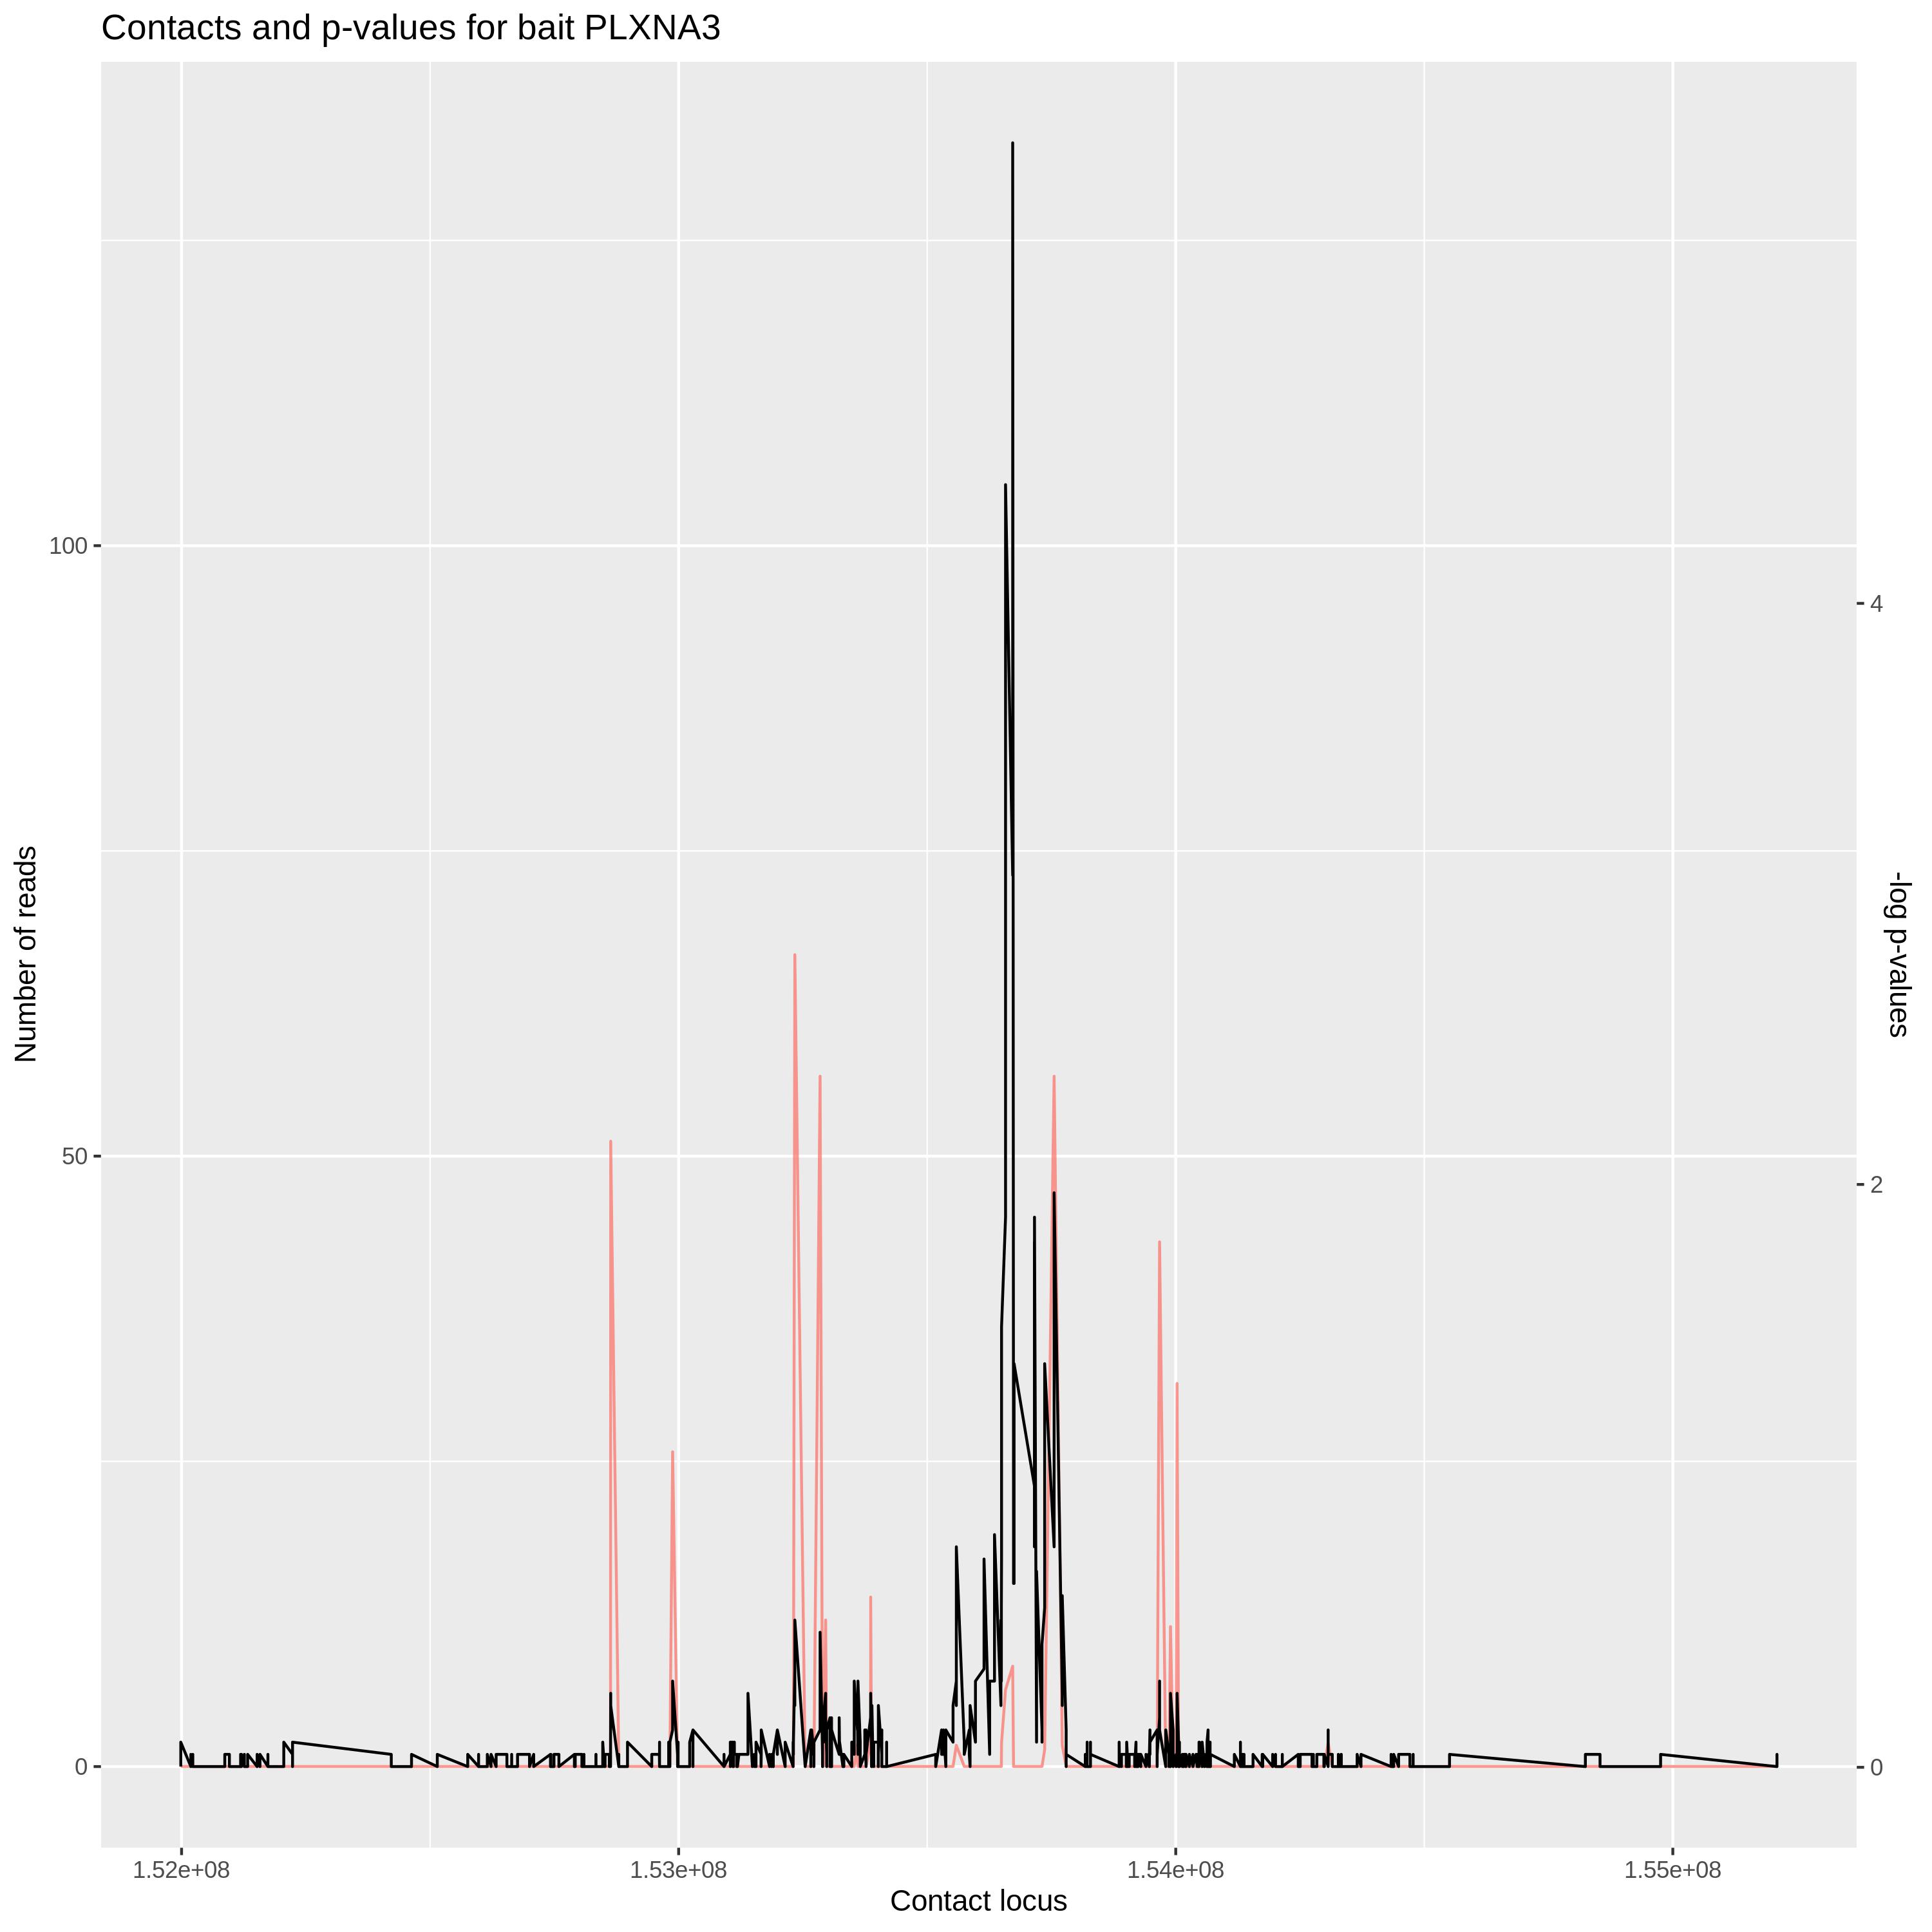 Contacts and p-values for bait PLXNA3
Number of reads
100
50
0
4
2
0
-log p-values
1.52e+08
1.53e+08
1.54e+08
1.55e+08
Contact locus